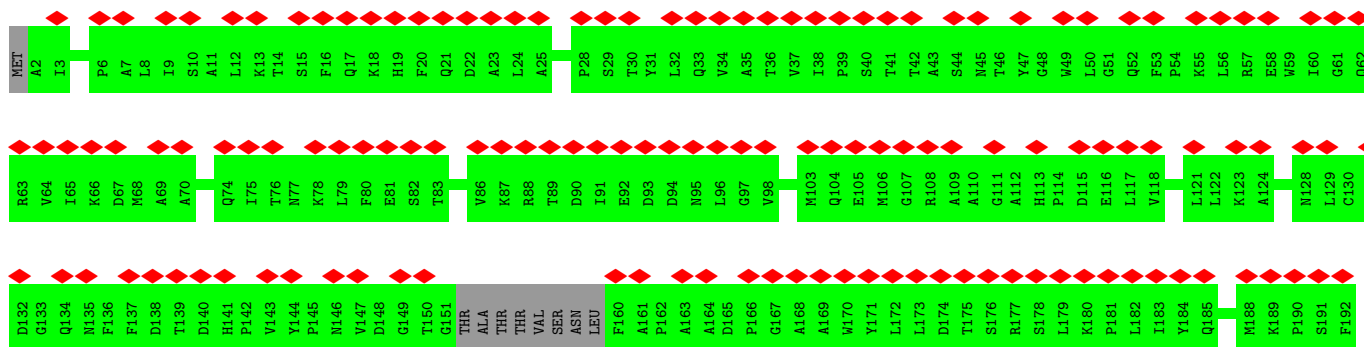 MET A2 I3 P6 A7 L8 I9 S10 A11 L12 K13 T14 S15 F16 Q17 K18 H19 F20 Q21 D22 A23 L24 A25 P28 S29 T30 Y31 L32 Q33 V34 A35 T36 V37 I38 P39 S40 T41 T42 A43 S44 N45 T46 Y47 G48 W49 L50 G51 Q52 F53 P54 K55 L56 R57 E58 W59 I60 G61 Q62
R63 V64 I65 K66 D67 M68 A69 A70 Q74 I75 T76 N77 K78 L79 F80 E81 S82 T83 V86 K87 R88 T89 D90 I91 E92 D93 D94 N95 L96 G97 V98 M103 Q104 E105 M106 G107 R108 A109 A110 G111 A112 H113 P114 D115 E116 L117 V118 L121 L122 K123 A124 N128 L129 C130
D132 G133 Q134 N135 F136 F137 D138 T139 D140 H141 P142 V143 Y144 P145 N146 V147 D148 G149 T150 G151 THR ALA THR THR VAL SER ASN LEU F160 A161 P162 A163 A164 D165 P166 G167 A168 A169 W170 Y171 L172 L173 D174 T175 S176 R177 S178 L179 K180 P181 L182 I183 Y184 Q185 M188 K189 P190 S191 F192